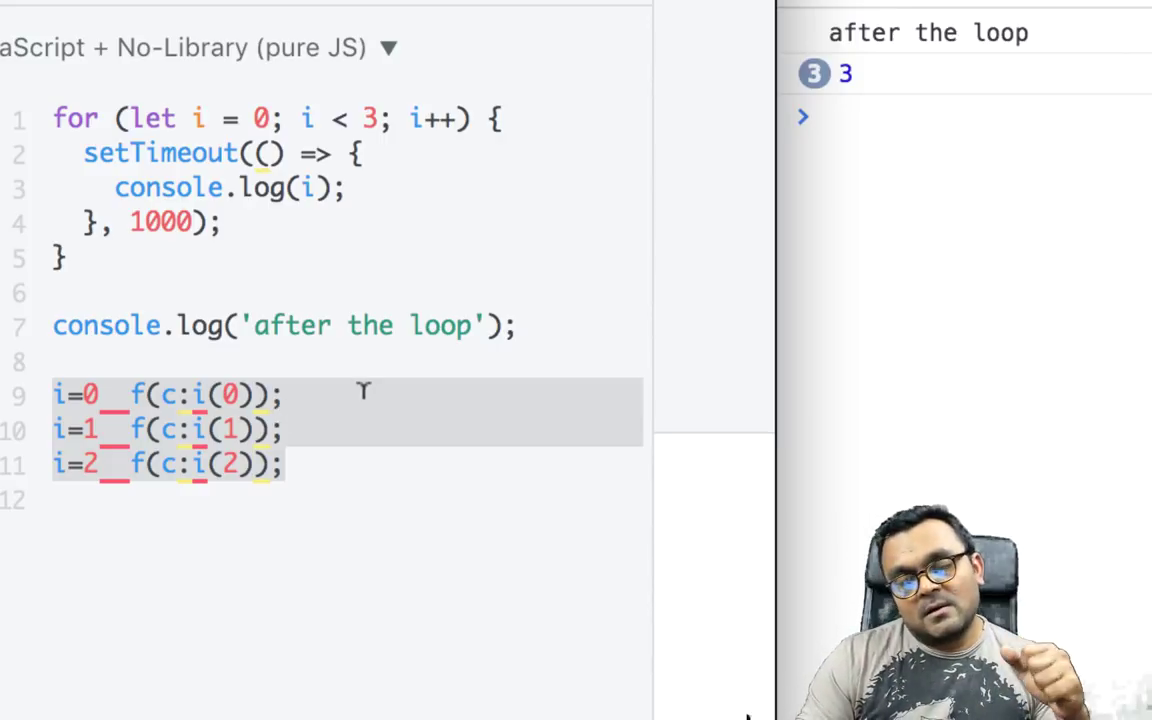 aScript + No-Library (pure JS) ▼
1 for (let i = 0; i < 3; i++) {
2 setTimeout(() => {
3 console.log(i);
4 }, 1000);
5 }
6
7 console.log('after the loop');
8
9 i=0 f(c:i(0));
10 i=1 f(c:i(1));
11 i=2 f(c:i(2));
12
after the loop
3 3
>